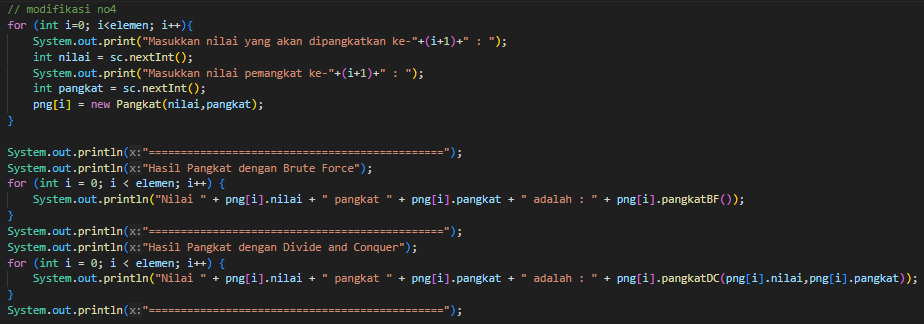 // modifikasi no4
for (int i=0; i<elemen; i++){
    System.out.print("Masukkan nilai yang akan dipangkatkan ke-"+(i+1)+" : ");
    int nilai = sc.nextInt();
    System.out.print("Masukkan nilai pemangkat ke-"+(i+1)+" : ");
    int pangkat = sc.nextInt();
    png[i] = new Pangkat(nilai,pangkat);
}
System.out.println(x:"==============================================");
System.out.println(x:"Hasil Pangkat dengan Brute Force");
for (int i = 0; i < elemen; i++) {
    System.out.println("Nilai " + png[i].nilai + " pangkat " + png[i].pangkat + " adalah : " + png[i].pangkatBF());
}
System.out.println(x:"==============================================");
System.out.println(x:"Hasil Pangkat dengan Divide and Conquer");
for (int i = 0; i < elemen; i++) {
    System.out.println("Nilai " + png[i].nilai + " pangkat " + png[i].pangkat + " adalah : " + png[i].pangkatDC(png[i].nilai,png[i].pangkat));
}
System.out.println(x:"==============================================");